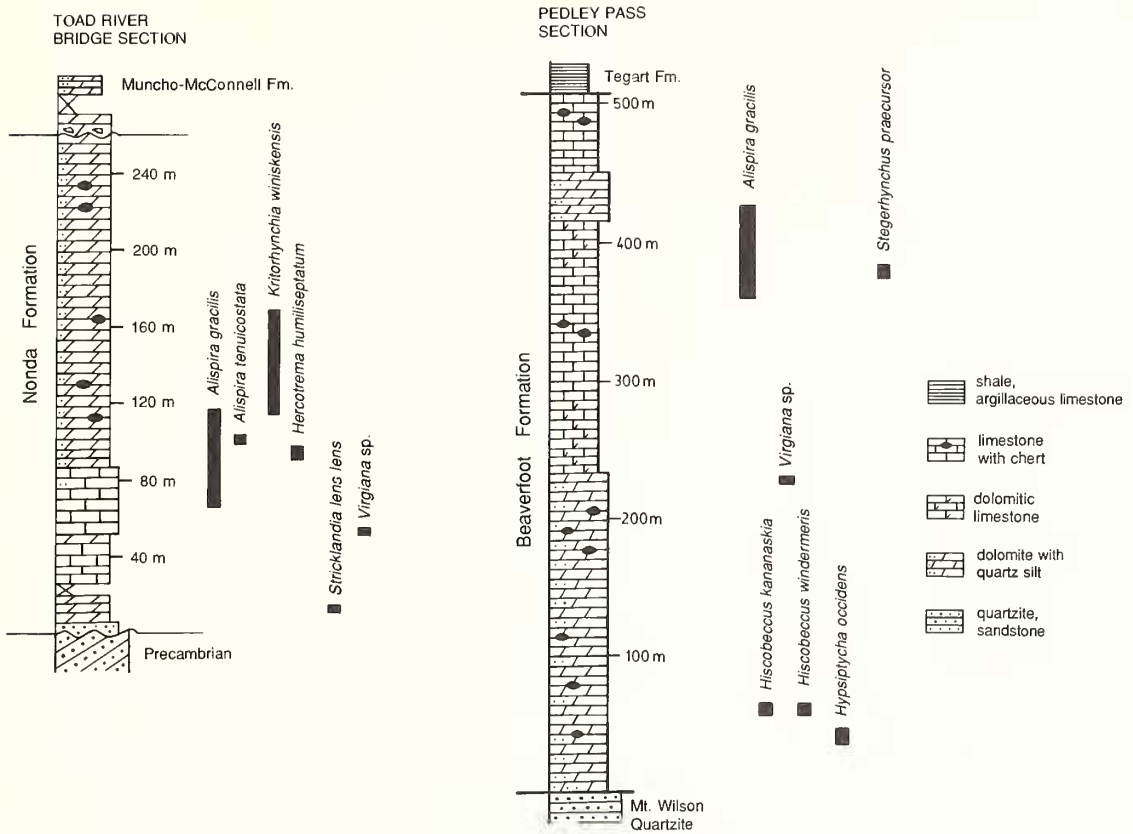 TOAD RIVER
BRIDGE SECTION
Muncho-McConnell Fm.
240 m
200 m
160 m
120 m
80 m
40 m
Nonda Formation
Precambrian
Alispira gracilis
Alispira tenuicostata
Kritorhynchia winiskensis
Hercotrema humiliseptatum
Stricklandia lens lens
Virgiana sp.
PEDLEY PASS
SECTION
Tegart Fm.
500 m
400 m
300 m
200 m
100 m
Beaverfoot Formation
Mt. Wilson
Quartzite
Alispira gracilis
Stegerhynchus praecursor
Virgiana sp.
Hiscobeccus kananaskia
Hiscobeccus windermeris
Hypsiptycha occidens
shale,
argillaceous limestone
limestone
with chert
dolomitic
limestone
dolomite with
quartz silt
quartzite,
sandstone